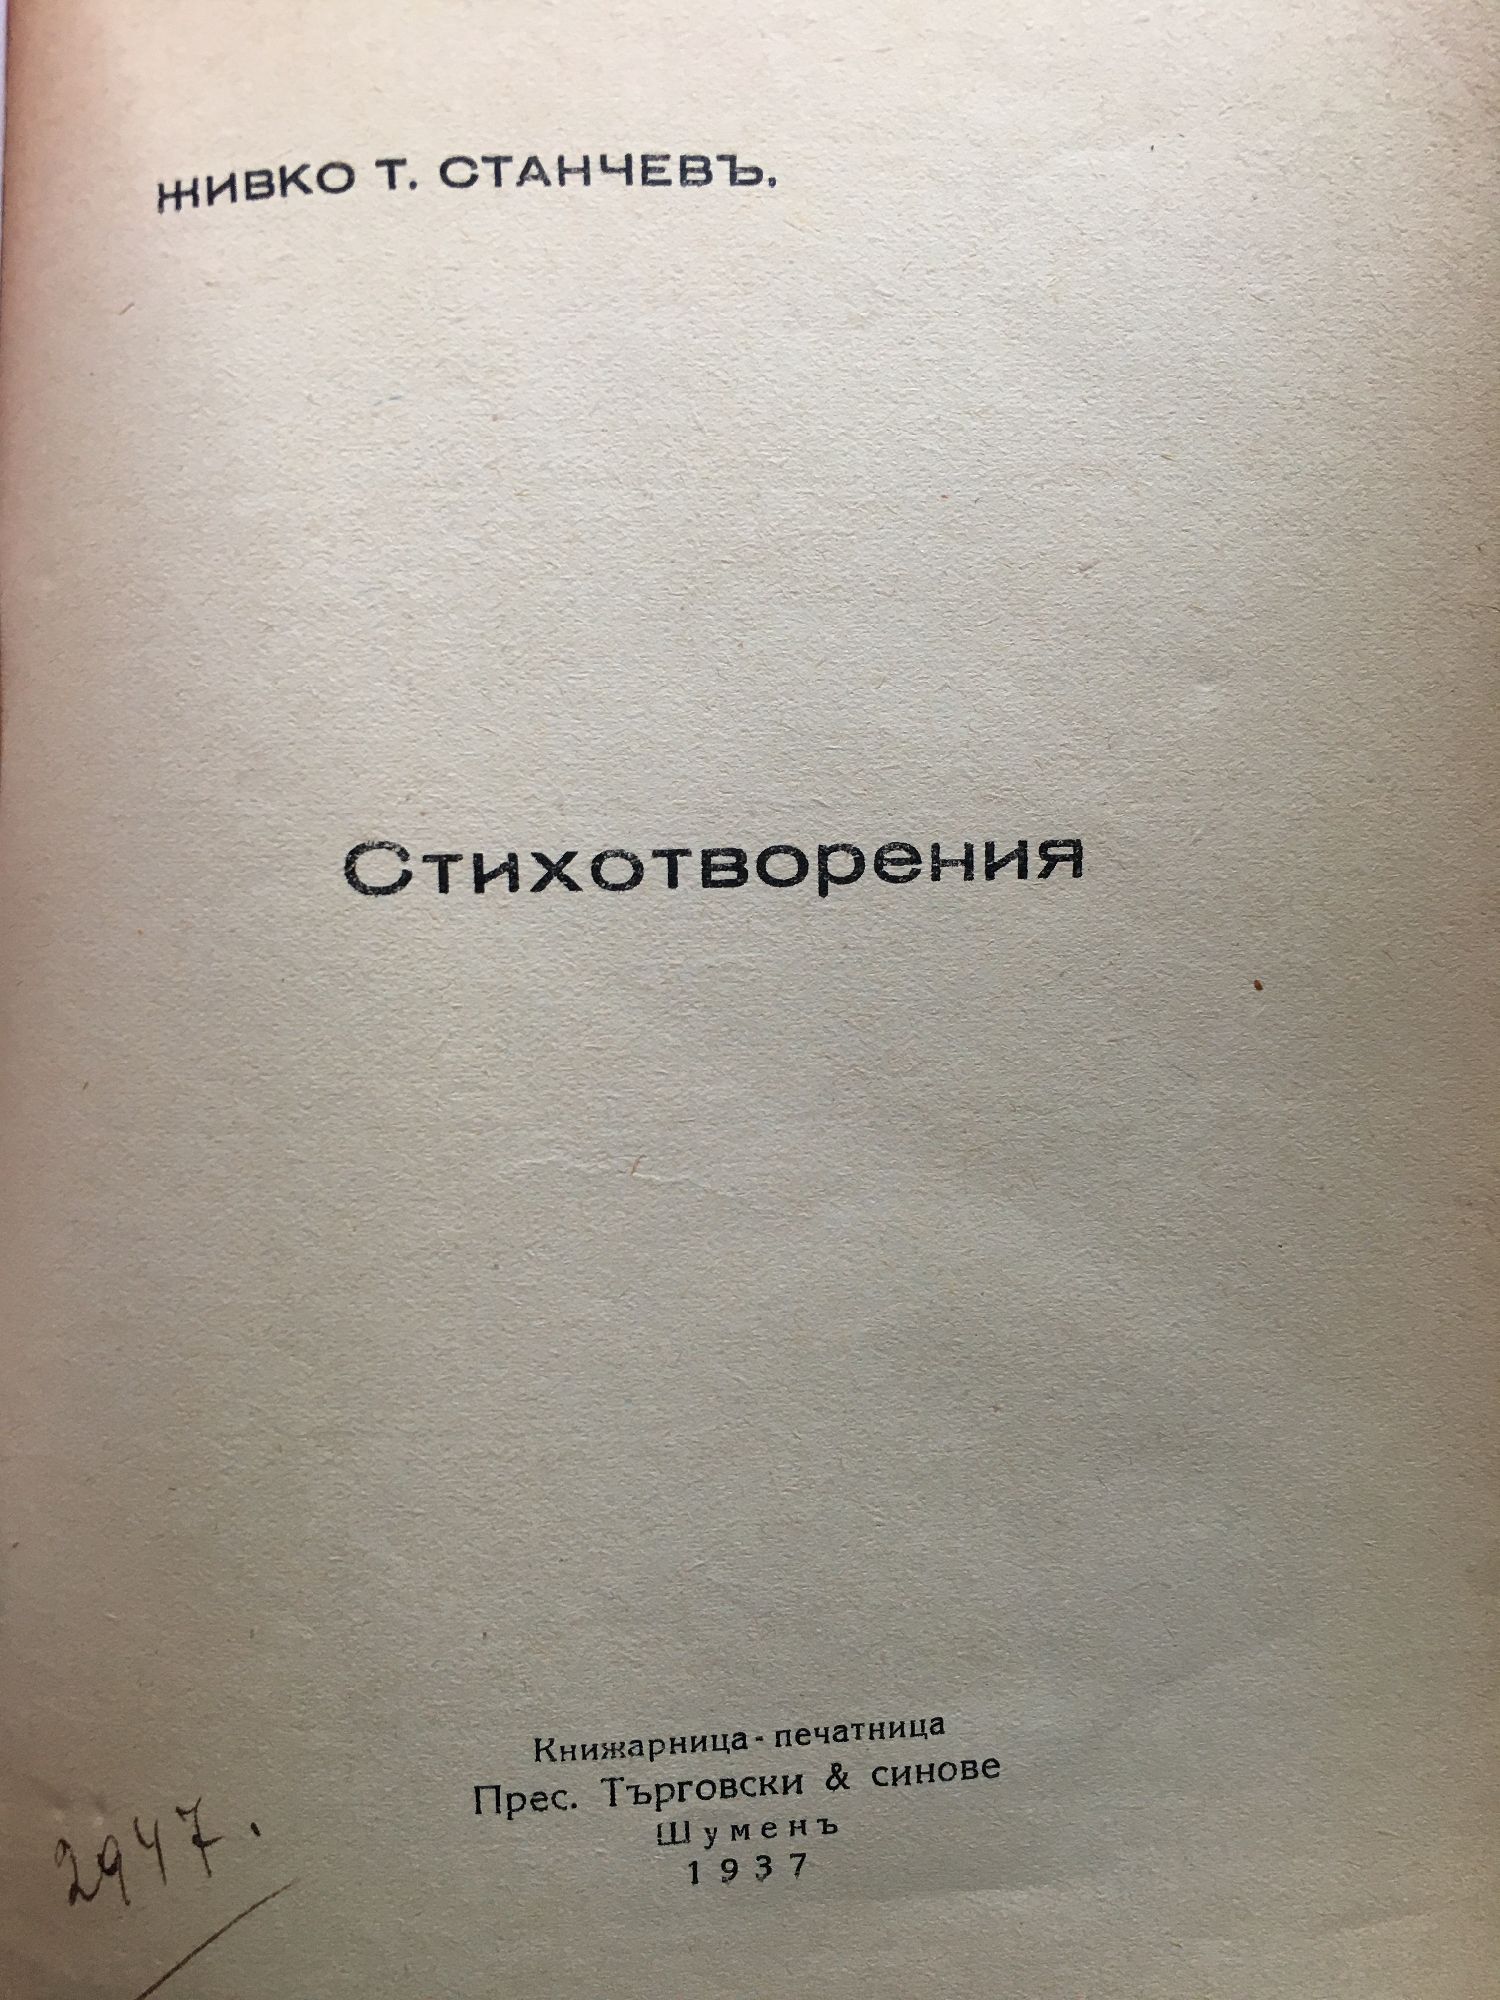 ЖИВКО Т. СТАНЧЕВЪ.
Стихотворения
Книжарница - печатница
Прес. Търговски & синове
Шуменъ
1937
2947.